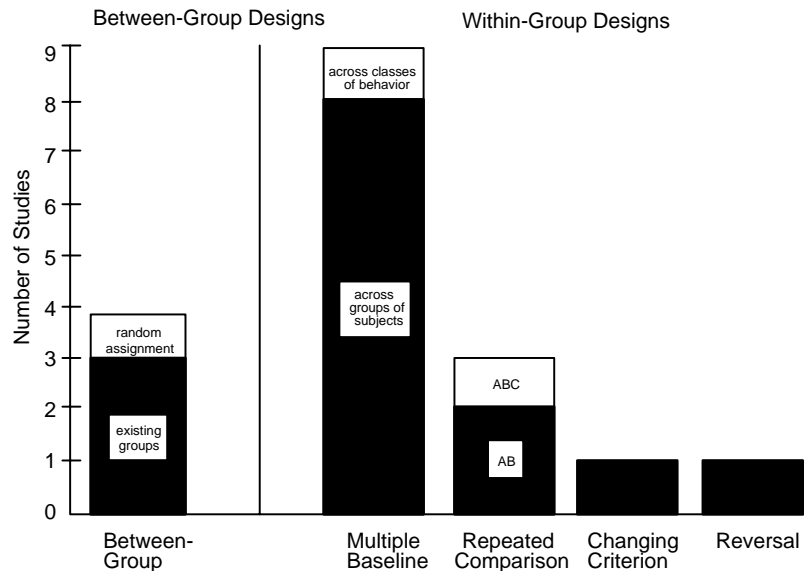 Between-Group Designs
Within-Group Designs
Number of Studies
9
8
7
6
5
4
3
2
1
0
random
assignment
existing
groups
across classes
of behavior
across
groups of
subjects
ABC
AB
Between-
Group
Multiple
Baseline
Repeated
Comparison
Changing
Criterion
Reversal